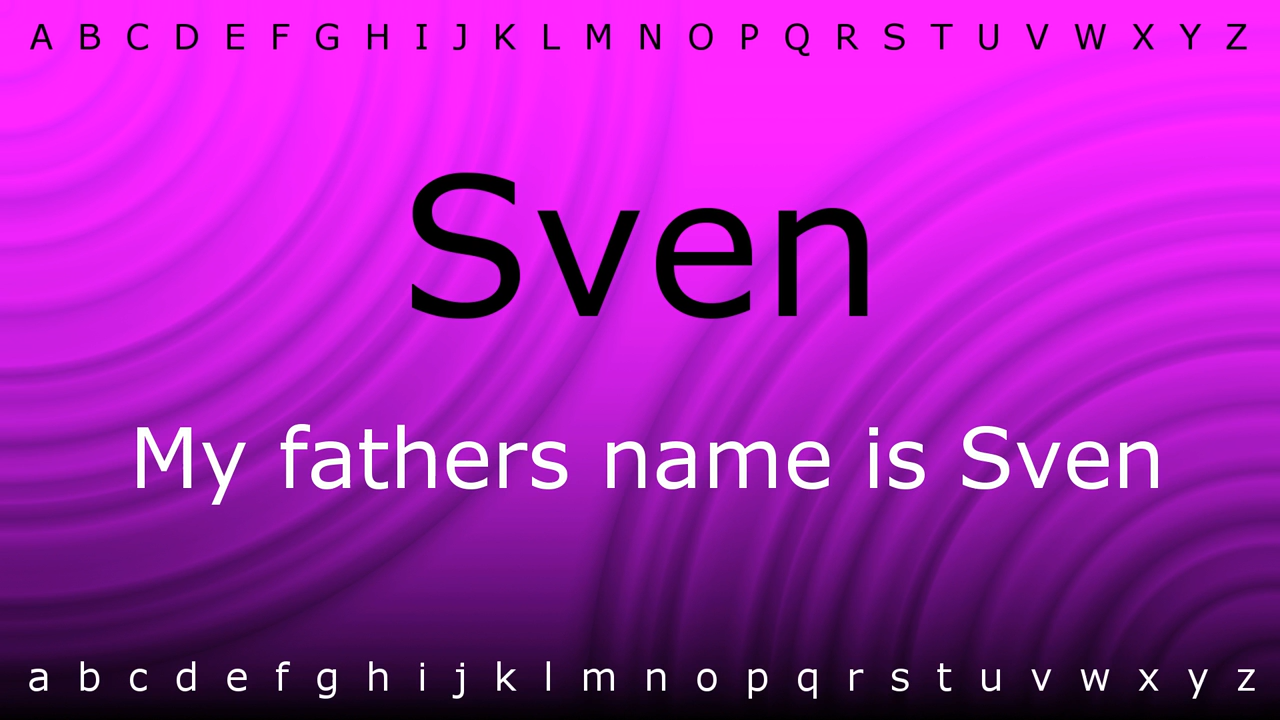 A B C D E F G H I J K L M N O P Q R S T U V W X Y Z
Sven
My fathers name is Sven
a b c d e f g h i j k l m n o p q r s t u v w x y z